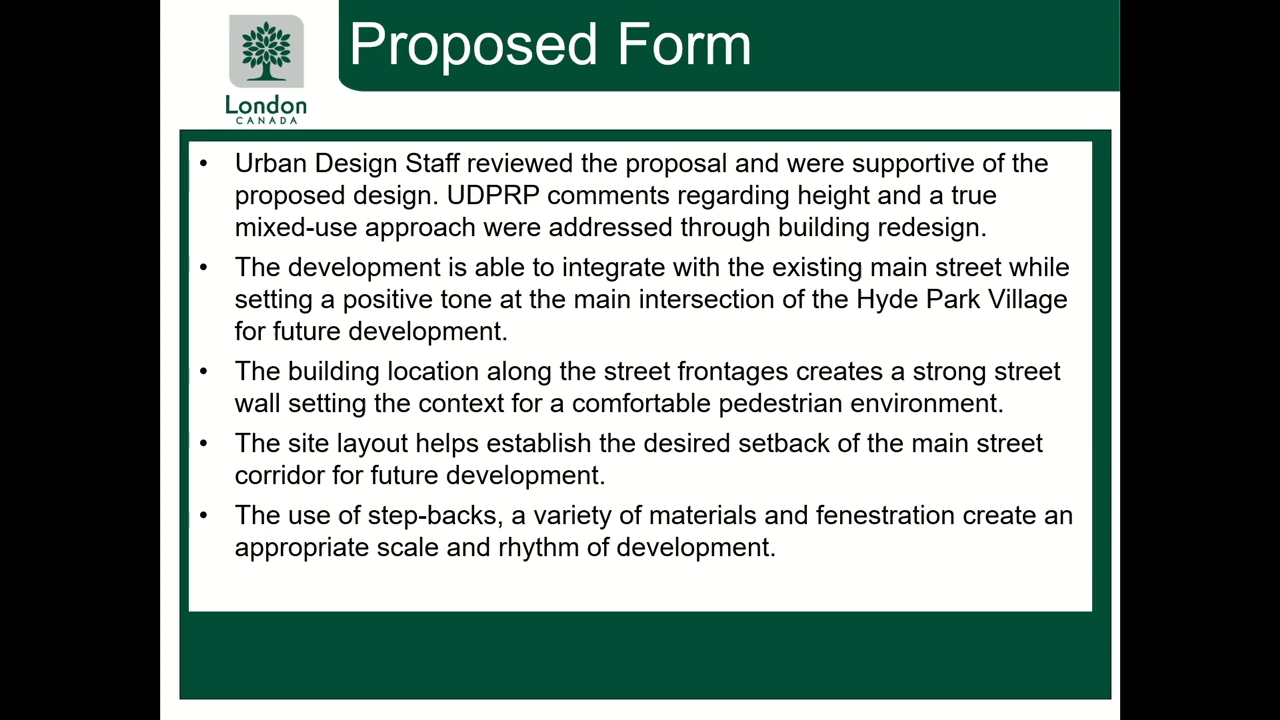 London
CANADA
Proposed Form
• Urban Design Staff reviewed the proposal and were supportive of the
proposed design. UDPRP comments regarding height and a true
mixed-use approach were addressed through building redesign.
• The development is able to integrate with the existing main street while
setting a positive tone at the main intersection of the Hyde Park Village
for future development.
• The building location along the street frontages creates a strong street
wall setting the context for a comfortable pedestrian environment.
• The site layout helps establish the desired setback of the main street
corridor for future development.
• The use of step-backs, a variety of materials and fenestration create an
appropriate scale and rhythm of development.